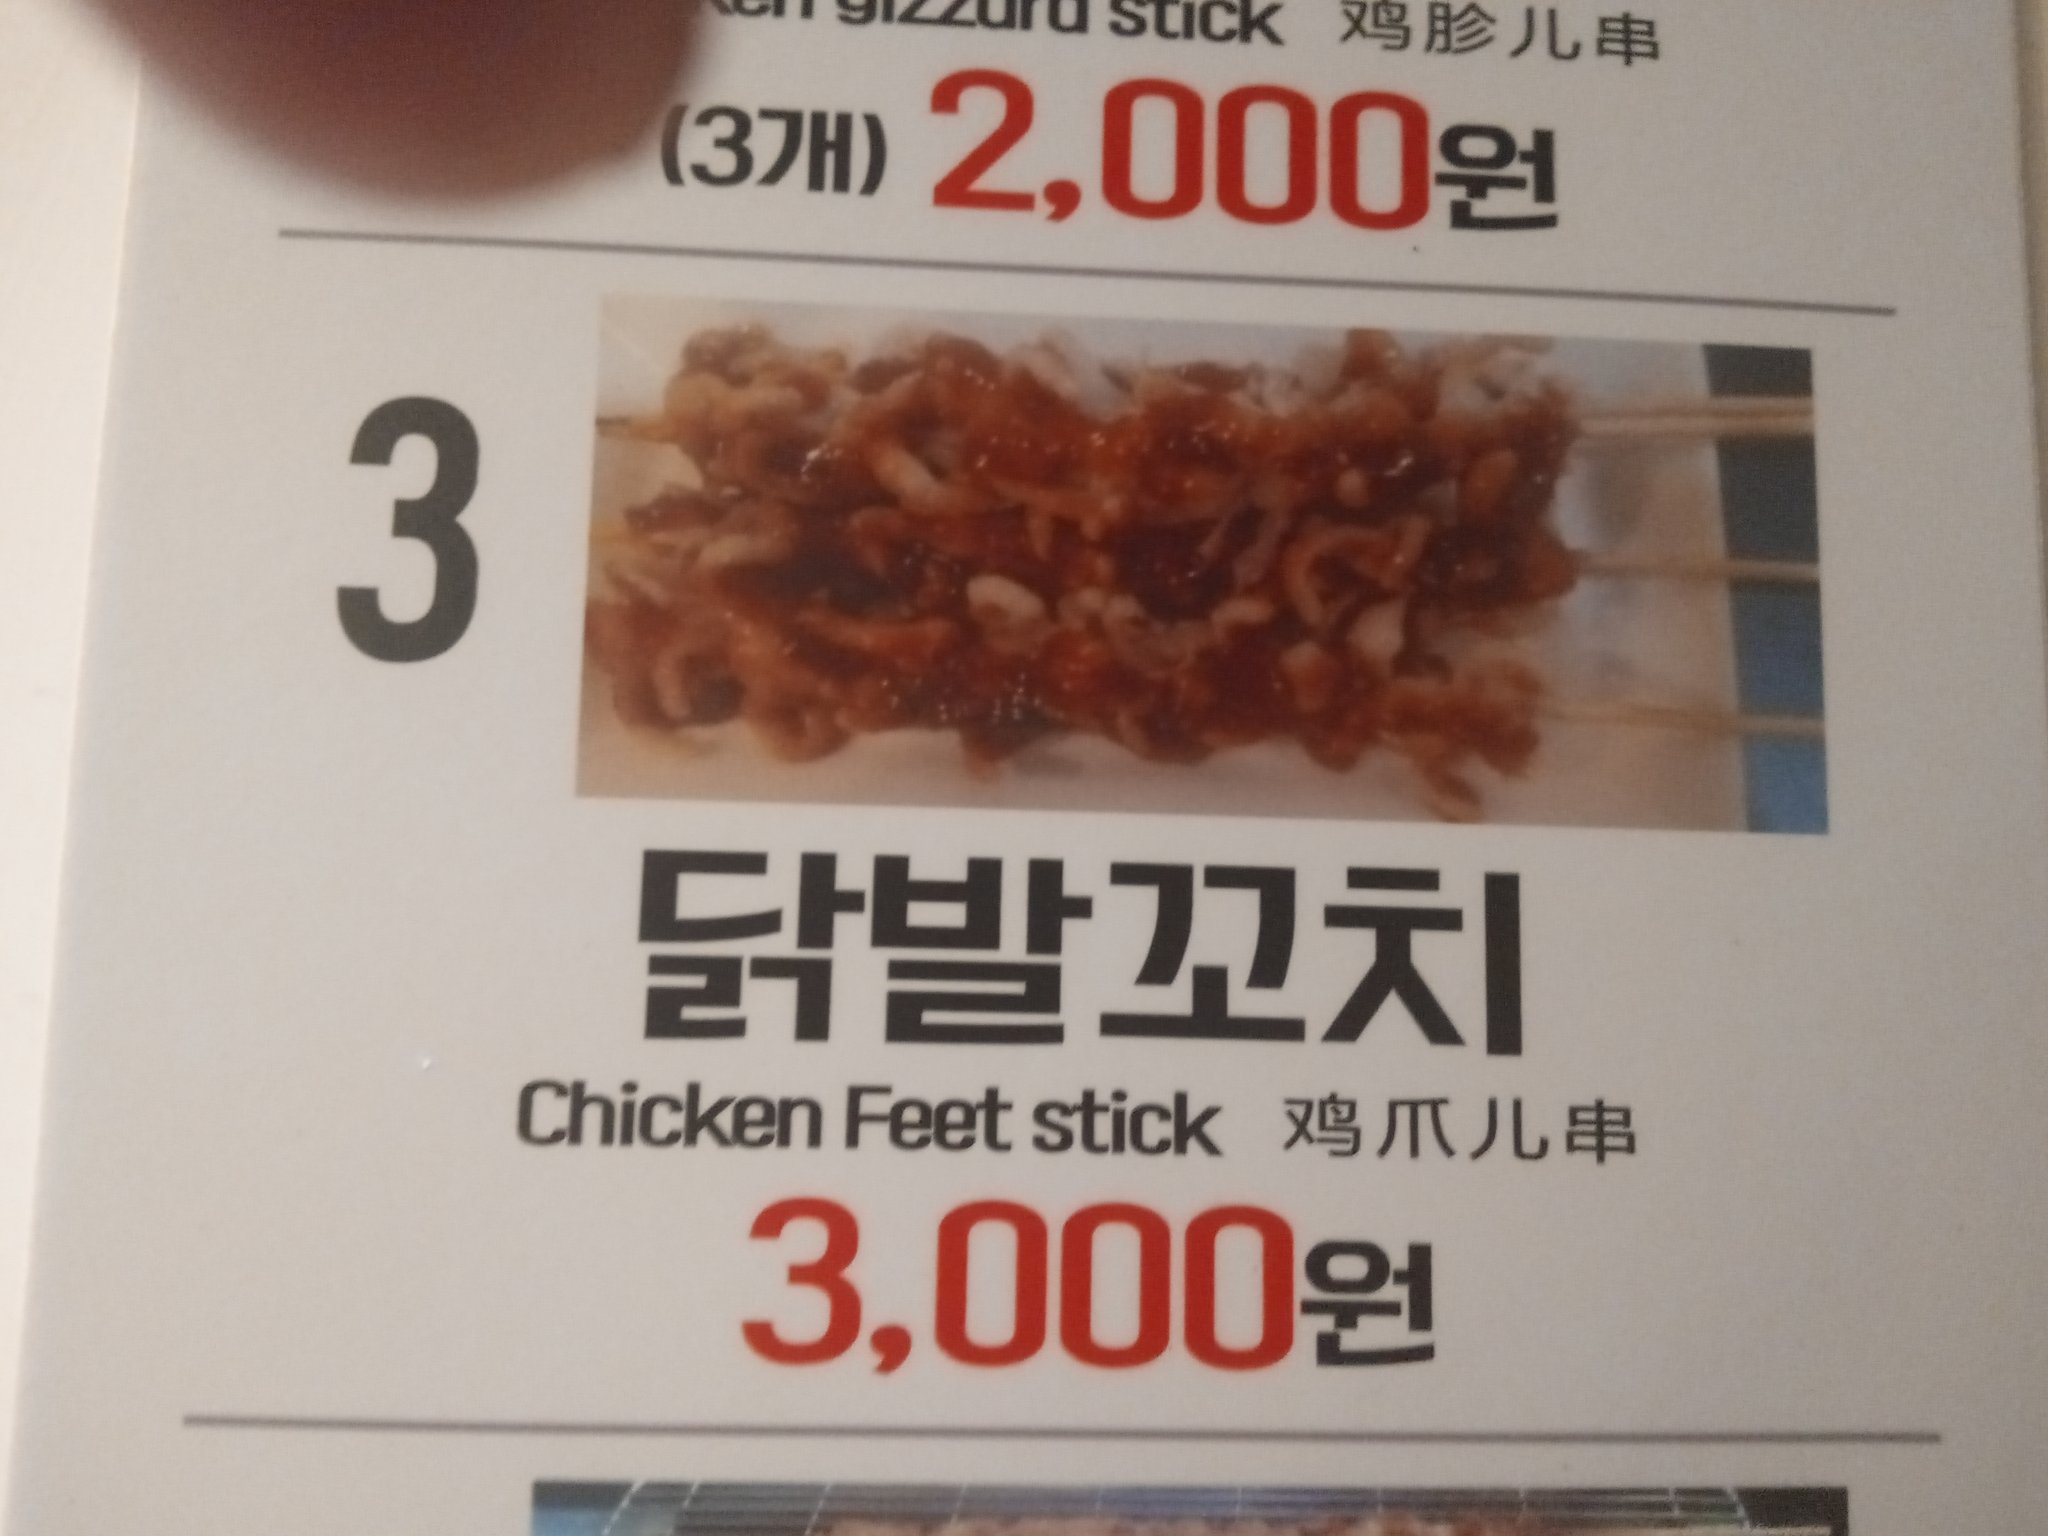 gizzard stick 鸡胗儿串
(3개) 2,000원
3
닭발꼬치
Chicken Feet stick 鸡爪儿串
3,000원